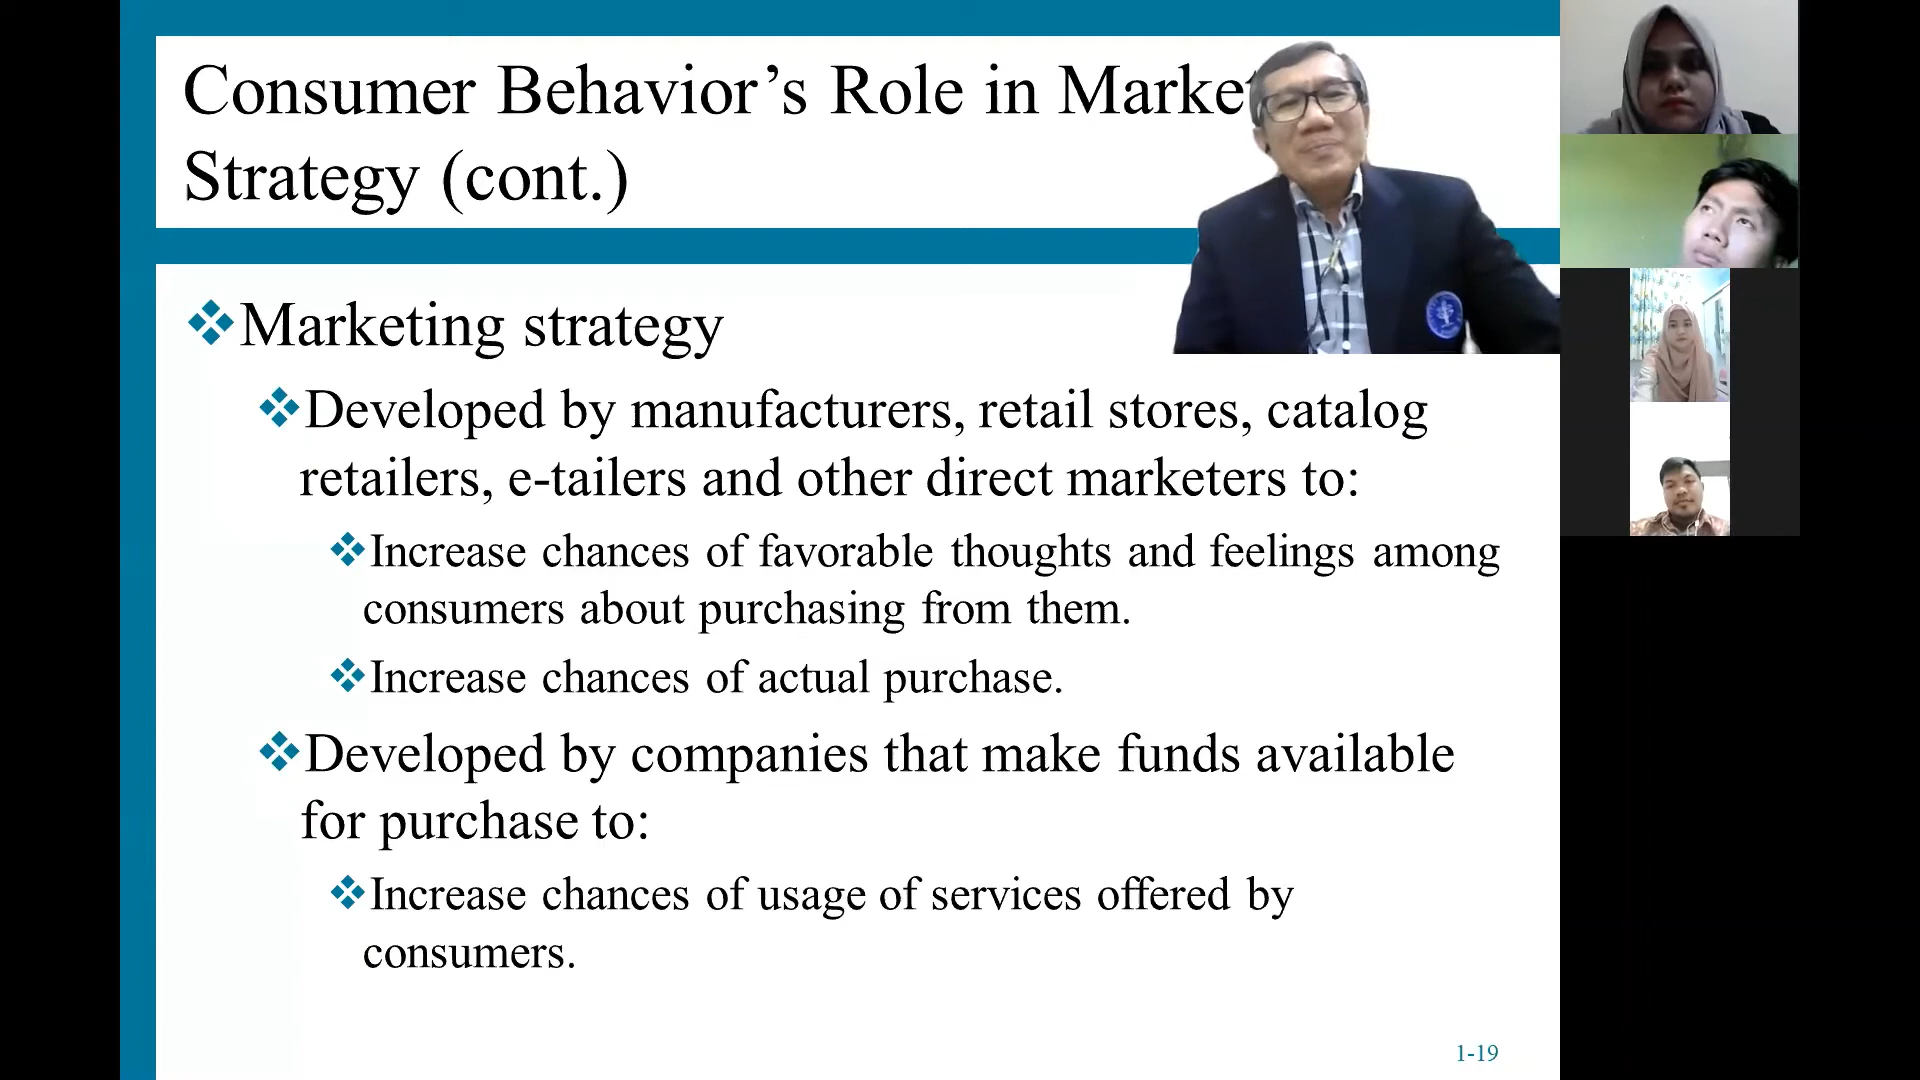 Consumer Behavior’s Role in Marke
Strategy (cont.)
❖Marketing strategy
❖Developed by manufacturers, retail stores, catalog
retailers, e-tailers and other direct marketers to:
❖Increase chances of favorable thoughts and feelings among
consumers about purchasing from them.
❖Increase chances of actual purchase.
❖Developed by companies that make funds available
for purchase to:
❖Increase chances of usage of services offered by
consumers.
1-19